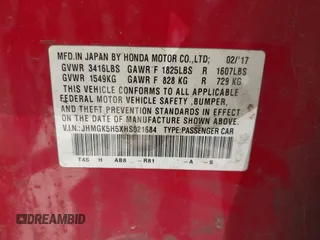 MFD.IN JAPAN BY HONDA MOTOR CO.,LTD; 02/'17
GVWR 3416LBS GAWR F 1825LBS R 1607LBS
GVWR 1549KG GAWR F 828 KG R 729 KG
THIS VEHICLE CONFORMS TO ALL APPLICABLE
FEDERAL MOTOR VEHICLE SAFETY ,BUMPER,
AND THEFT PREVENTION STANDARDS IN
EFFECT ON THE DATE OF MANUFACTURE
SHOWN ABOVE.
V.I.N:JHMGK5H5XHS021684 TYPE:PASSENGER CAR
T45 H AB8 --R81 --A --S
DREAMBID